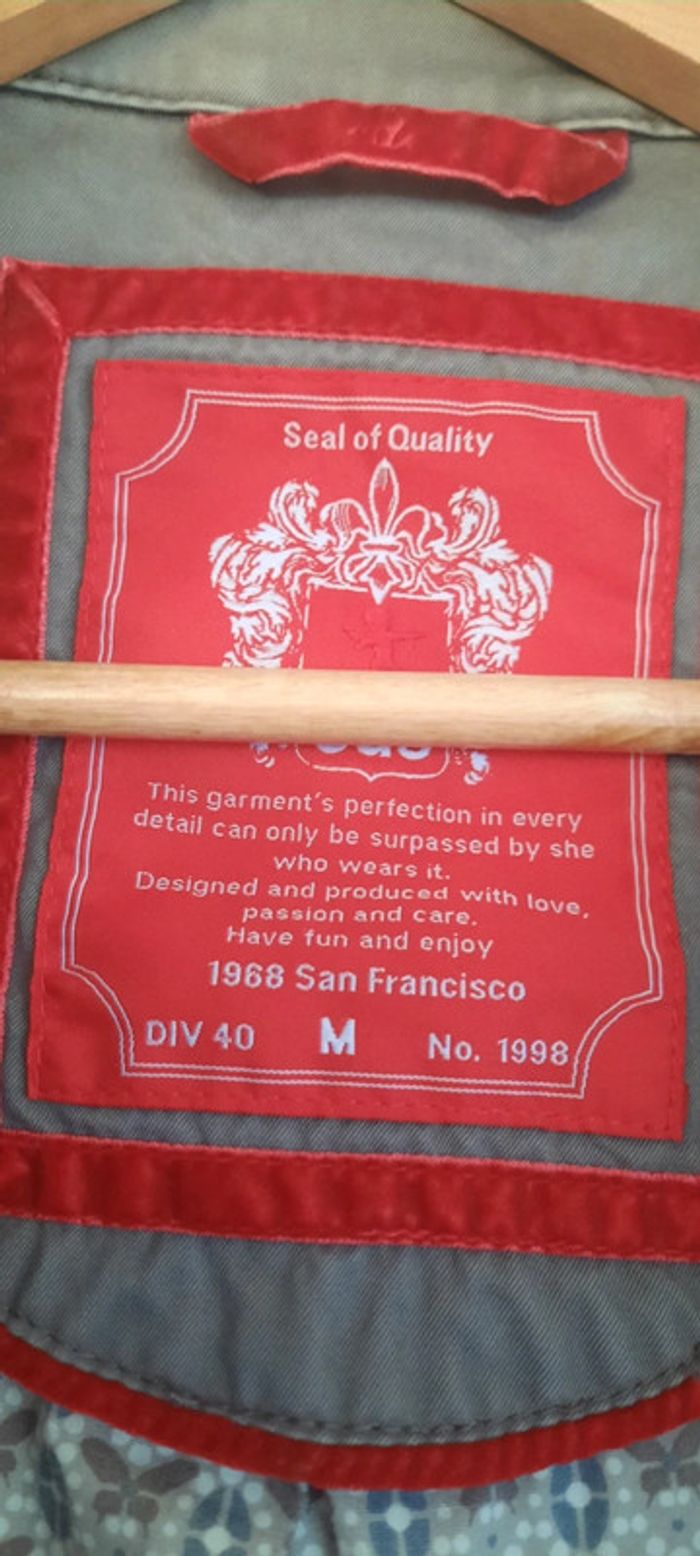 Seal of Quality
This garment's perfection in every
detail can only be surpassed by she
who wears it.
Designed and produced with love,
passion and care.
Have fun and enjoy
1968 San Francisco
DIV 40 M No. 1998